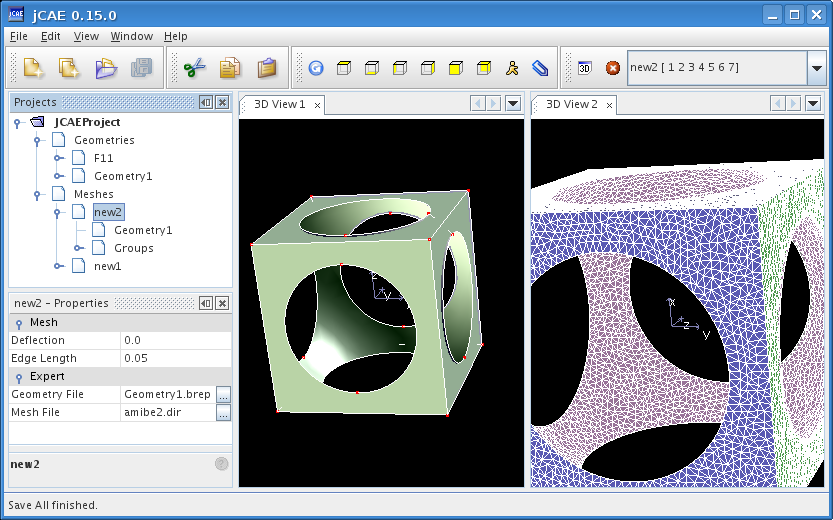 jCAE 0.15.0
File Edit View Window Help
3D
new2 [ 1 2 3 4 5 6 7]
Projects
JCAEProject
Geometries
F11
Geometry1
Meshes
new2
Geometry1
Groups
new1
new2 - Properties
Mesh
Deflection 0.0
Edge Length 0.05
Expert
Geometry File Geometry1.brep ...
Mesh File amibe2.dir ...
new2
?
3D View 1
z
y
3D View 2
x
z
y
Save All finished.